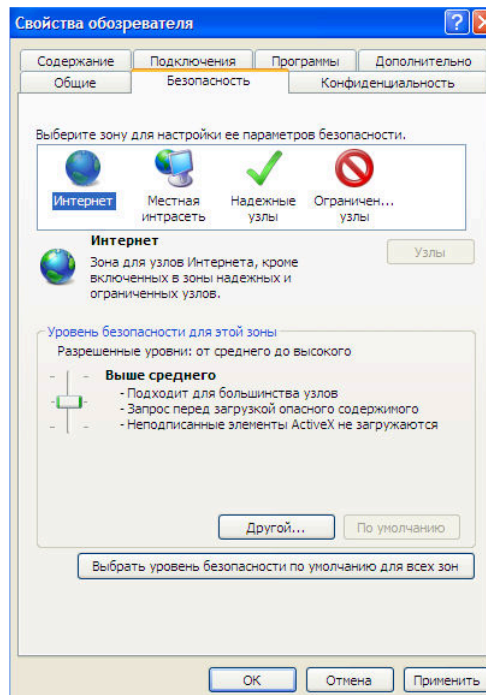 Свойства обозревателя
Содержание Подключения Программы Дополнительно
Общие Безопасность Конфиденциальность
Выберите зону для настройки ее параметров безопасности.
Интернет Местная интрасеть Надежные узлы Ограничен... узлы
Интернет
Узлы
Зона для узлов Интернета, кроме
включенных в зоны надежных и
ограниченных узлов.
Уровень безопасности для этой зоны
Разрешенные уровни: от среднего до высокого
Выше среднего
- Подходит для большинства узлов
- Запрос перед загрузкой опасного содержимого
- Неподписанные элементы ActiveX не загружаются
Другой... По умолчанию
Выбрать уровень безопасности по умолчанию для всех зон
ОК Отмена Применить